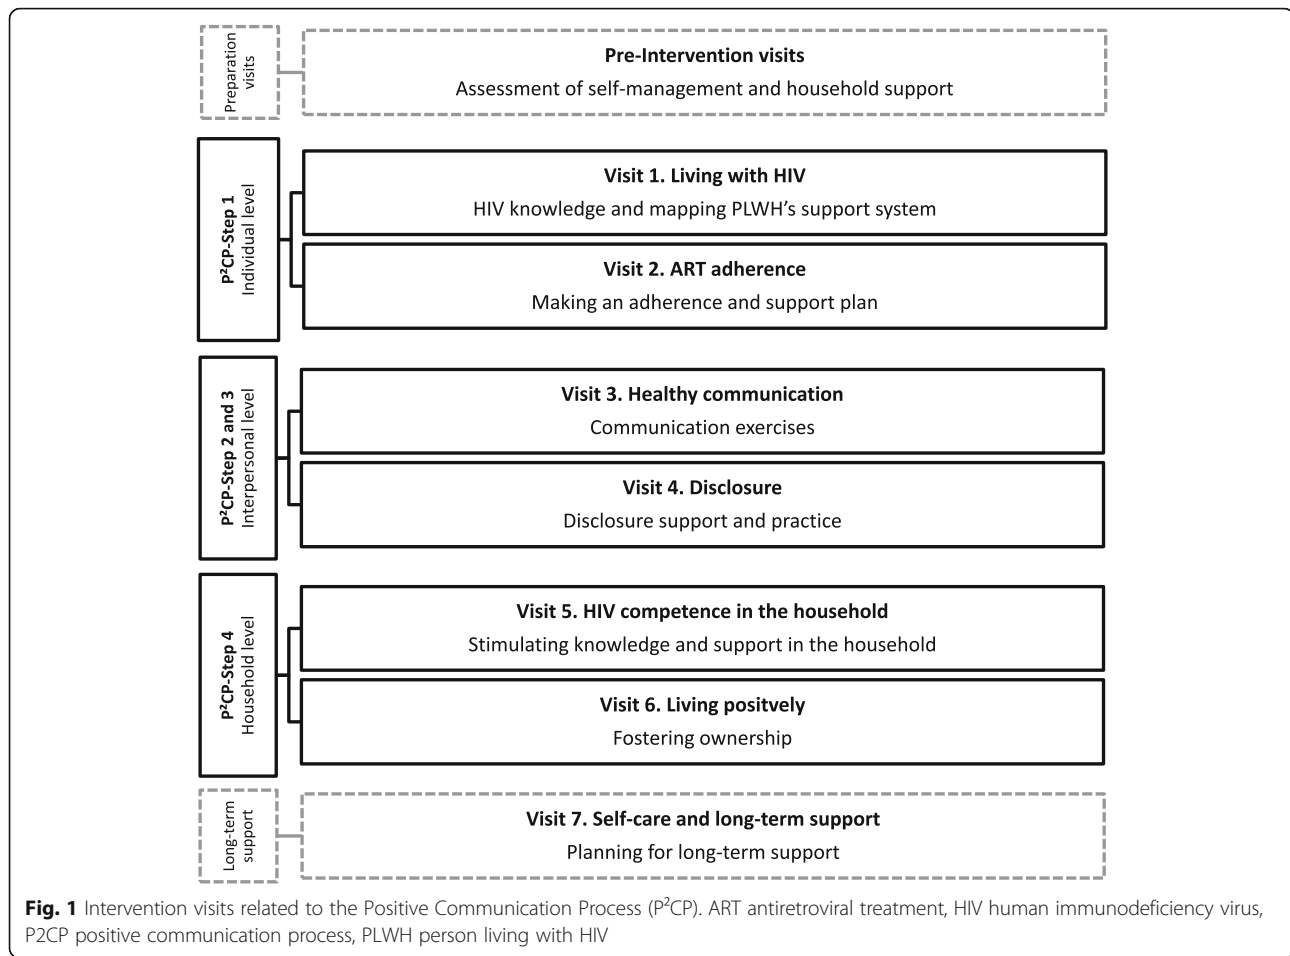 Preparation
visits
Pre-Intervention visits
Assessment of self-management and household support
P²CP-Step 1
Individual level
Visit 1. Living with HIV
HIV knowledge and mapping PLWH's support system
Visit 2. ART adherence
Making an adherence and support plan
P²CP-Step 2 and 3
Interpersonal level
Visit 3. Healthy communication
Communication exercises
Visit 4. Disclosure
Disclosure support and practice
P²CP-Step 4
Household level
Visit 5. HIV competence in the household
Stimulating knowledge and support in the household
Visit 6. Living positvely
Fostering ownership
Long-term
support
Visit 7. Self-care and long-term support
Planning for long-term support
Fig. 1 Intervention visits related to the Positive Communication Process (P²CP). ART antiretroviral treatment, HIV human immunodeficiency virus,
P2CP positive communication process, PLWH person living with HIV